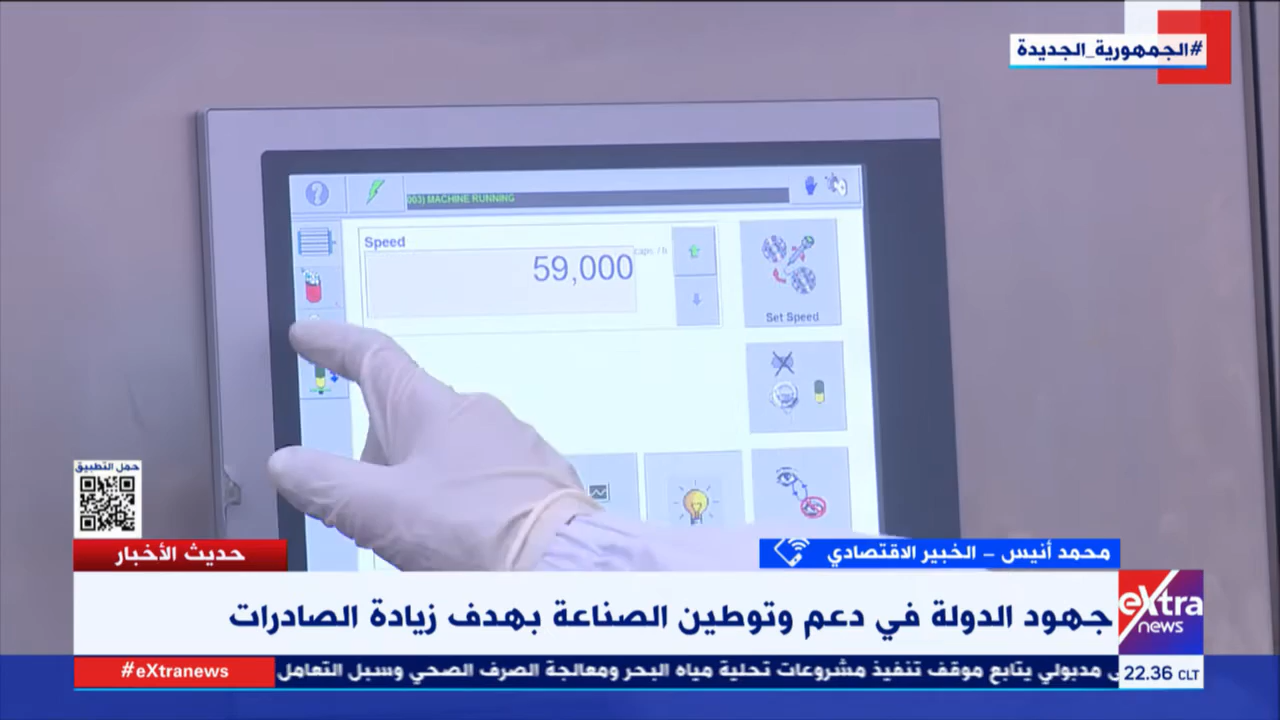 #الجمهورية_الجديدة
003) MACHINE RUNNING
Speed
59,000
caps. / h
Set Speed
حمل التطبيق
حديث الأخبار
محمد أنيس – الخبير الاقتصادي
جهود الدولة في دعم وتوطين الصناعة بهدف زيادة الصادرات
eXtra
news
#eXtranews
مدبولي يتابع موقف تنفيذ مشروعات تحلية مياه البحر ومعالجة الصرف الصحي وسبل التعامل
22.36 CLT